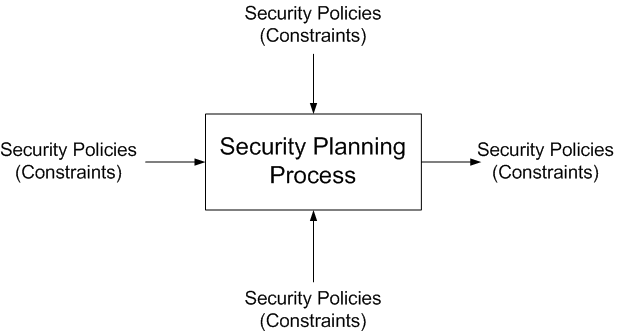 Security Policies
(Constraints)
Security Policies
(Constraints)
Security Planning
Process
Security Policies
(Constraints)
Security Policies
(Constraints)